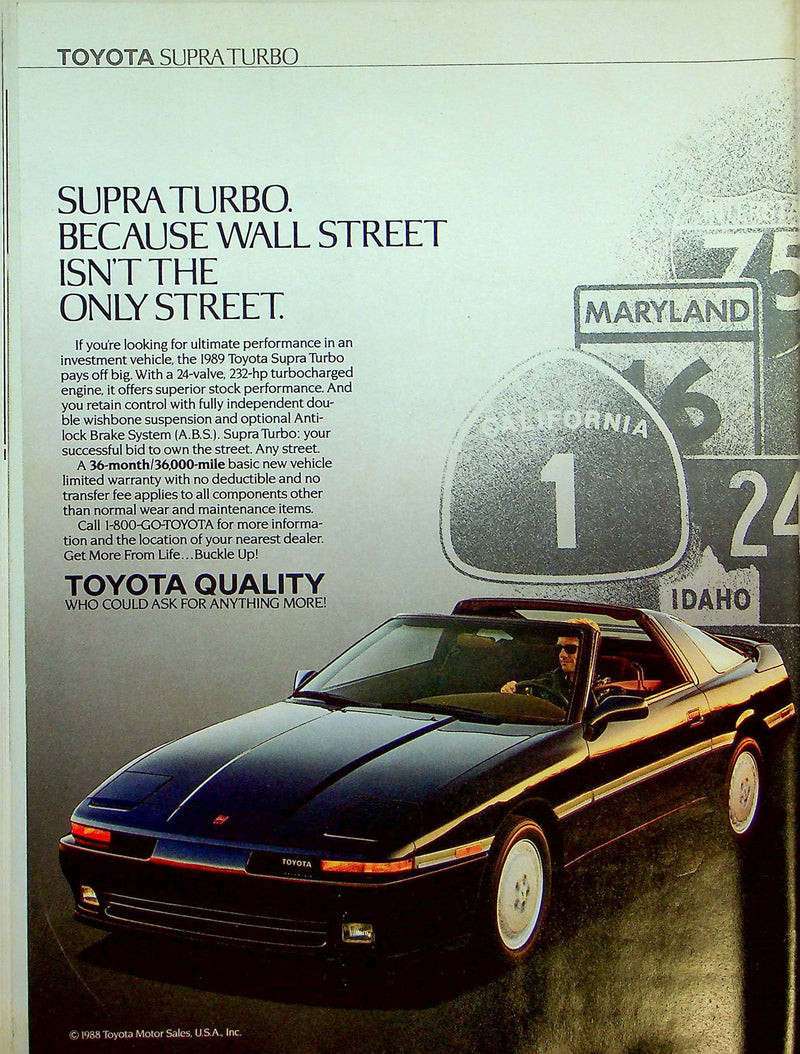 TOYOTA SUPRA TURBO
SUPRA TURBO.
BECAUSE WALL STREET
ISN'T THE
ONLY STREET.
If you're looking for ultimate performance in an
investment vehicle, the 1989 Toyota Supra Turbo
pays off big. With a 24-valve, 232-hp turbocharged
engine, it offers superior stock performance. And
you retain control with fully independent dou-
ble wishbone suspension and optional Anti-
lock Brake System (A.B.S.). Supra Turbo: your
successful bid to own the street. Any street.
A 36-month/36,000-mile basic new vehicle
limited warranty with no deductible and no
transfer fee applies to all components other
than normal wear and maintenance items.
Call 1-800-GO-TOYOTA for more informa-
tion and the location of your nearest dealer.
Get More From Life...Buckle Up!
TOYOTA QUALITY
WHO COULD ASK FOR ANYTHING MORE!
75
MARYLAND
16
CALIFORNIA
1
24
IDAHO
TOYOTA
© 1988 Toyota Motor Sales, U.S.A., Inc.